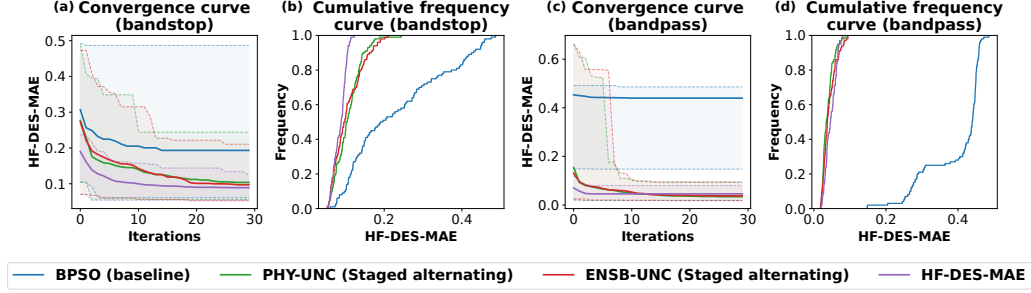 (a) Convergence curve
(bandstop)
HF-DES-MAE
0.5
0.4
0.3
0.2
0.1
0
10
20
30
Iterations
(b) Cumulative frequency
curve (bandstop)
Frequency
1.0
0.8
0.6
0.4
0.2
0.0
0.2
0.4
HF-DES-MAE
(c) Convergence curve
(bandpass)
HF-DES-MAE
0.6
0.4
0.2
0.0
0
10
20
30
Iterations
(d) Cumulative frequency
curve (bandpass)
Frequency
1.0
0.8
0.6
0.4
0.2
0.0
0.0
0.2
0.4
HF-DES-MAE
BPSO (baseline)
PHY-UNC (Staged alternating)
ENSB-UNC (Staged alternating)
HF-DES-MAE